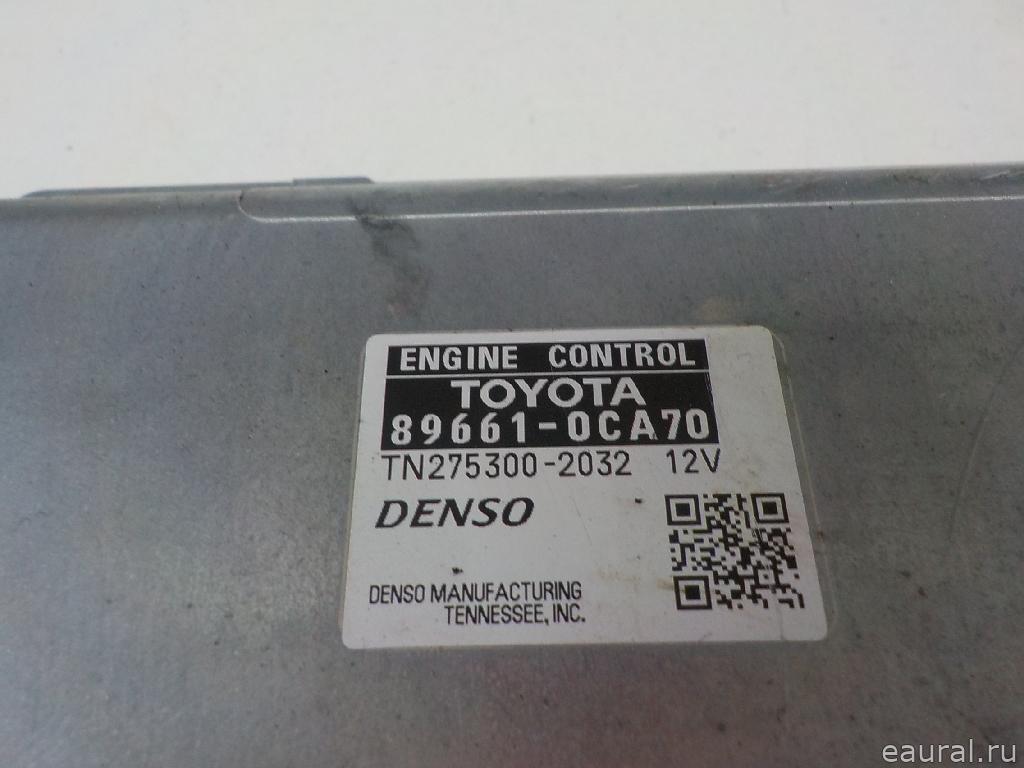 ENGINE CONTROL
TOYOTA
89661-0CA70
TN275300-2032 12V
DENSO
DENSO MANUFACTURING
TENNESSEE, INC.
eaural.ru